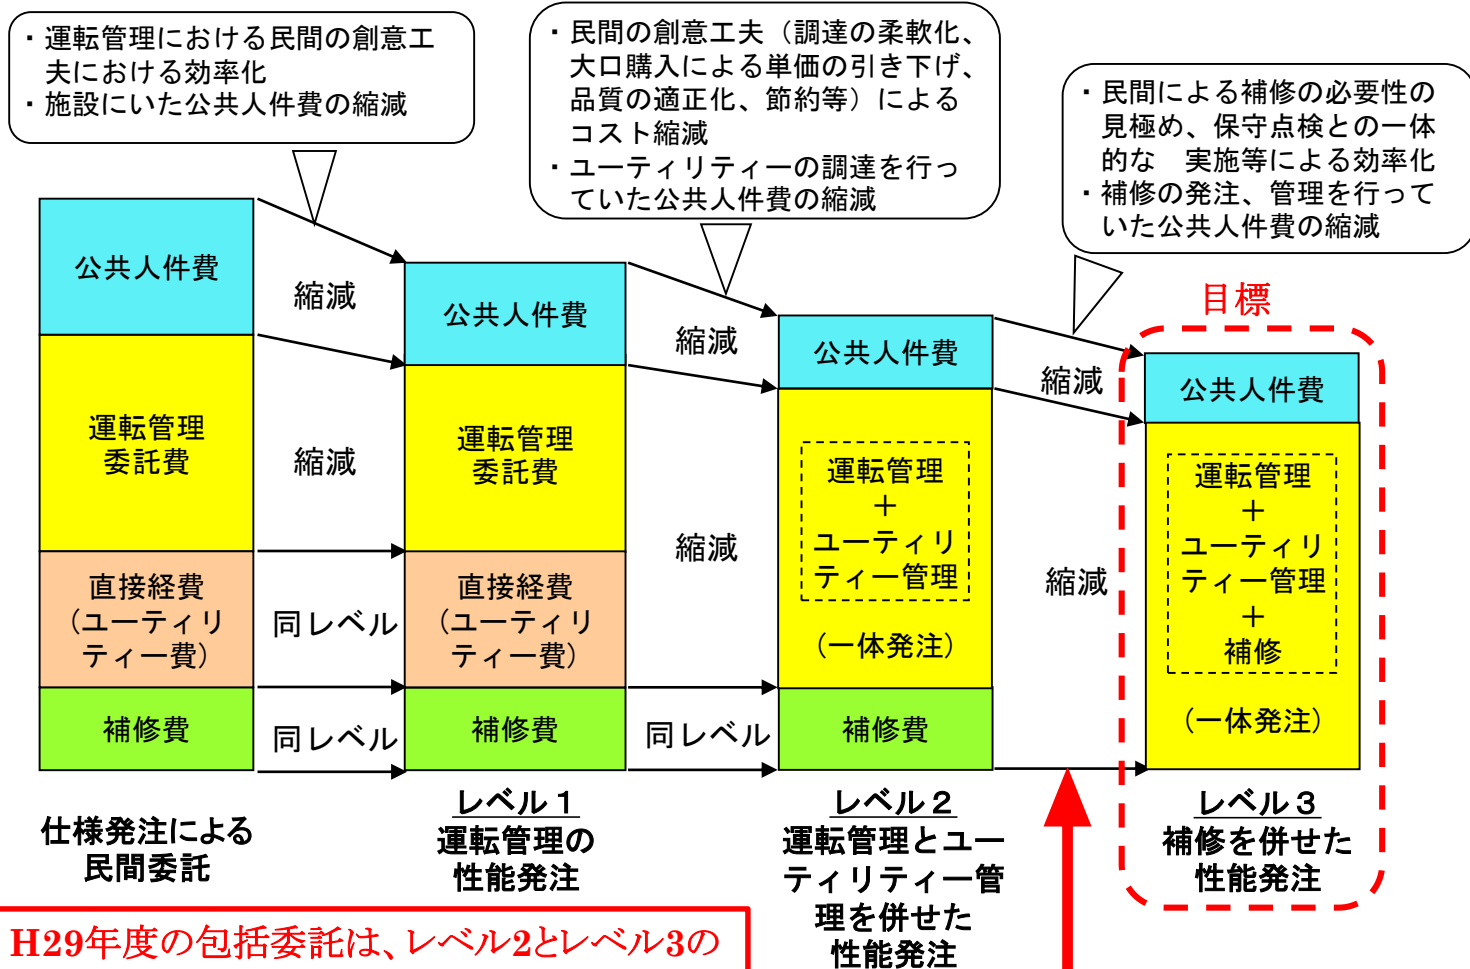 ・運転管理における民間の創意工
夫における効率化
・施設にいた公共人件費の縮減
・民間の創意工夫（調達の柔軟化、
大口購入による単価の引き下げ、
品質の適正化、節約等）による
コスト縮減
・ユーティリティーの調達を行っ
ていた公共人件費の縮減
・民間による補修の必要性の
見極め、保守点検との一体
的な　実施等による効率化
・補修の発注、管理を行って
いた公共人件費の縮減
目標
公共人件費
運転管理
委託費
直接経費
（ユーティリ
ティー費）
補修費
仕様発注による
民間委託
縮減
縮減
同レベル
同レベル
公共人件費
運転管理
委託費
直接経費
（ユーティリ
ティー費）
補修費
レベル１
運転管理の
性能発注
縮減
縮減
同レベル
公共人件費
運転管理
＋
ユーティリ
ティー管理
（一体発注）
補修費
レベル２
運転管理とユー
ティリティー管
理を併せた
性能発注
縮減
縮減
公共人件費
運転管理
＋
ユーティリ
ティー管理
＋
補修
（一体発注）
レベル３
補修を併せた
性能発注
H29年度の包括委託は、レベル2とレベル3の